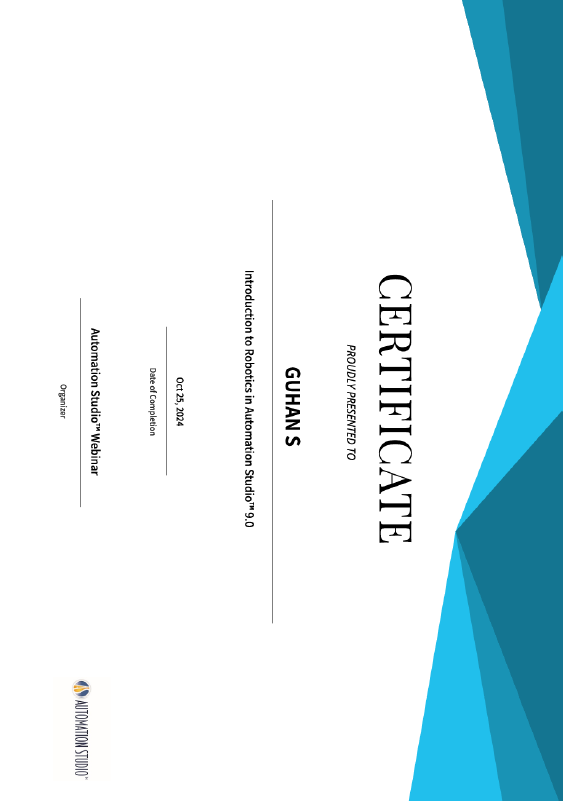 CERTIFICATE
PROUDLY PRESENTED TO
GUHAN S
Introduction to Robotics in Automation Studio™ 9.0
Oct 25, 2024
Date of Completion
Automation Studio™ Webinar
Organizer
AUTOMATION STUDIO™